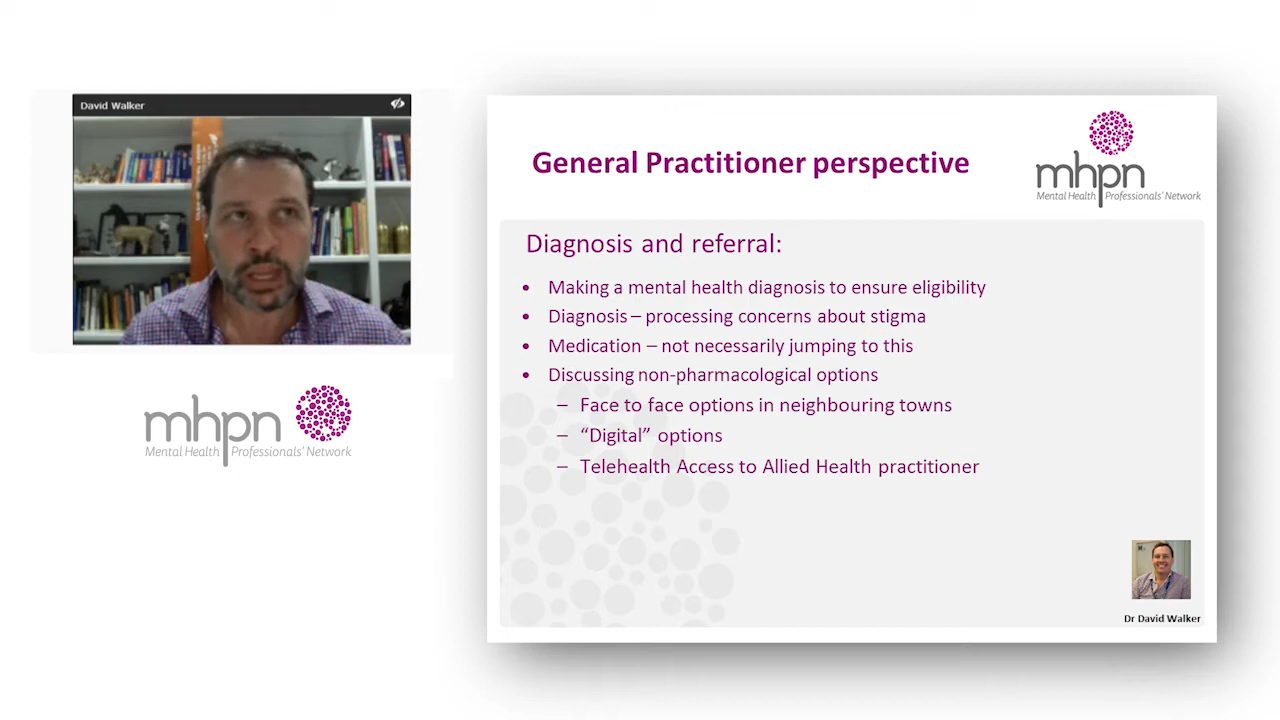 David Walker
mhpn
Mental Health Professionals' Network
General Practitioner perspective
mhpn
Mental Health Professionals' Network
Diagnosis and referral:
• Making a mental health diagnosis to ensure eligibility
• Diagnosis – processing concerns about stigma
• Medication – not necessarily jumping to this
• Discussing non-pharmacological options
– Face to face options in neighbouring towns
– “Digital” options
– Telehealth Access to Allied Health practitioner
Dr David Walker